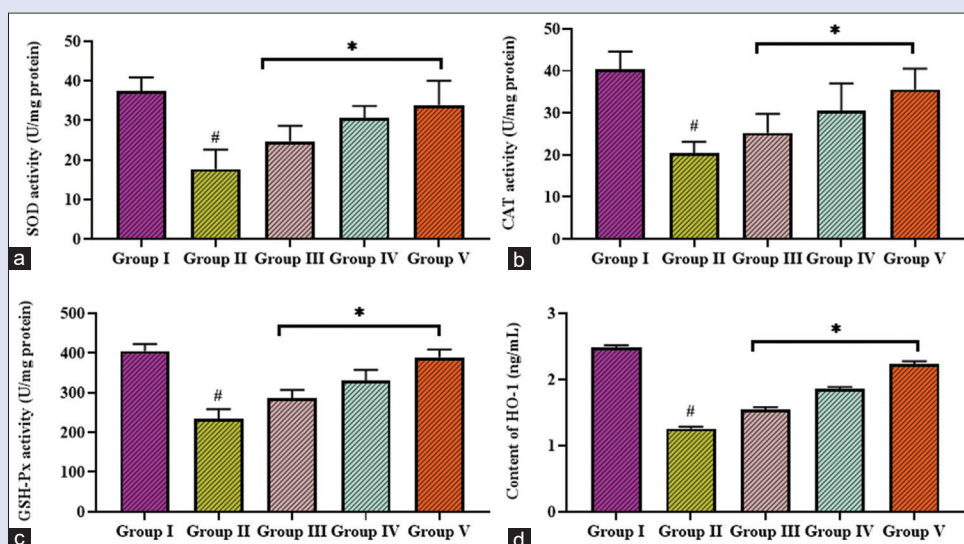 SOD activity (U/mg protein)
50
40
30
20
10
0
*
#
Group I Group II Group III Group IV Group V
a
CAT activity (U/mg protein)
50
40
30
20
10
0
*
#
Group I Group II Group III Group IV Group V
b
GSH-Px activity (U/mg protein)
500
400
300
200
100
0
*
#
Group I Group II Group III Group IV Group V
c
Content of HO-1 (ng/mL)
3
2
1
0
*
#
Group I Group II Group III Group IV Group V
d